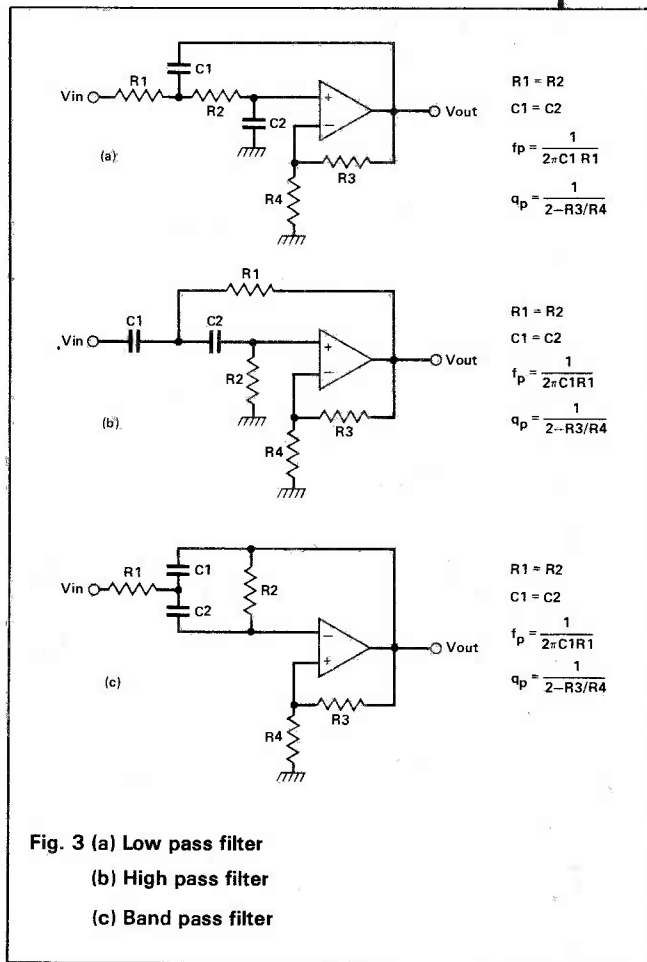 C1
R1
Vin
R2
+
C2
−
Vout
R3
R4
(a)
R1 = R2
C1 = C2
fp = 1 / 2πC1 R1
qp = 1 / 2−R3/R4
R1
C1
C2
Vin
R2
+
−
Vout
R3
R4
(b)
R1 = R2
C1 = C2
fp = 1 / 2πC1R1
qp = 1 / 2−R3/R4
C1
R1
Vin
R2
C2
−
+
Vout
R3
R4
(c)
R1 = R2
C1 = C2
fp = 1 / 2πC1R1
qp = 1 / 2−R3/R4
Fig. 3 (a) Low pass filter
(b) High pass filter
(c) Band pass filter